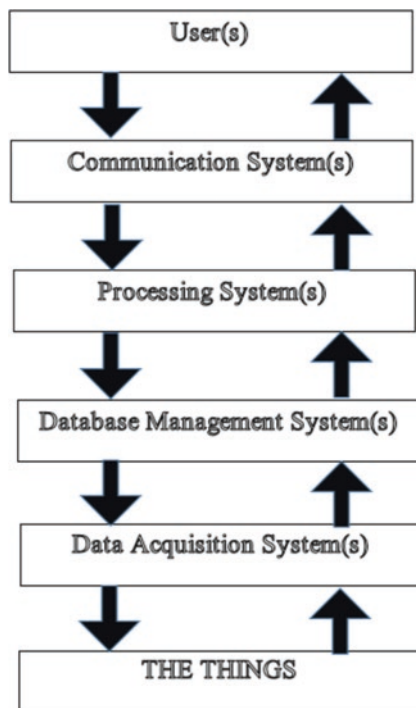 User(s)
Communication System(s)
Processing System(s)
Database Management System(s)
Data Acquisition System(s)
THE THINGS